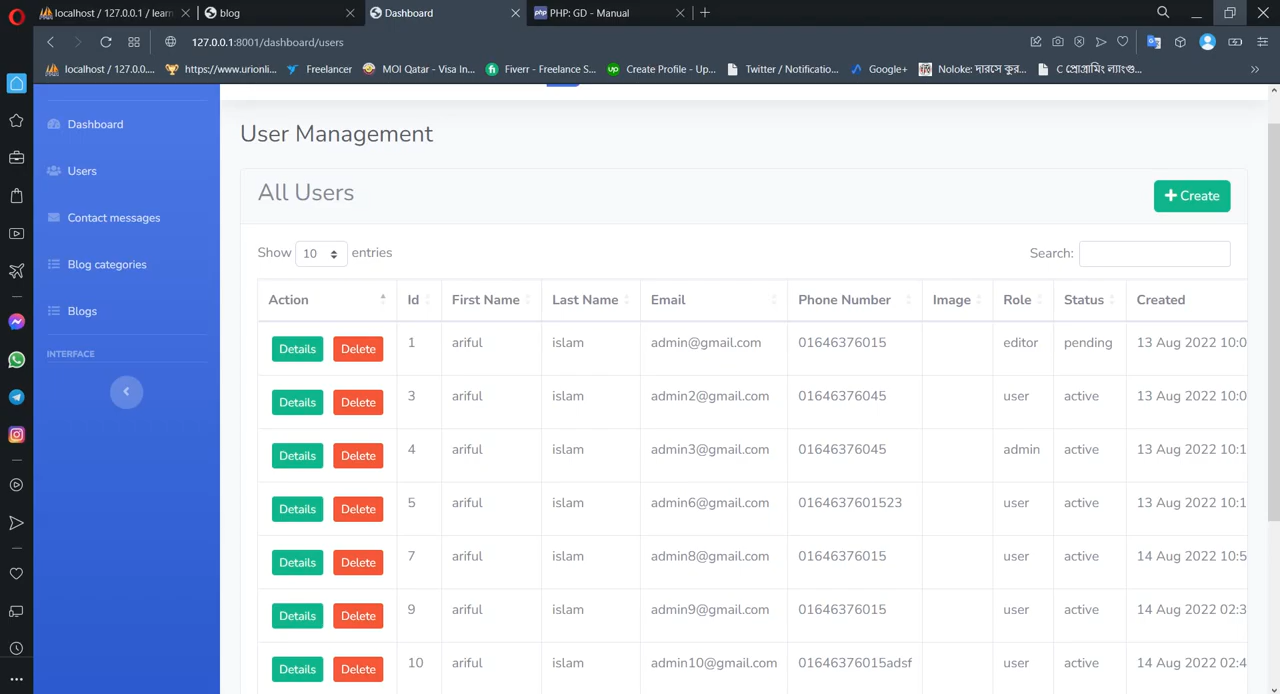 localhost / 127.0.0.1 / learn
blog
Dashboard
php PHP: GD - Manual
127.0.0.1:8001/dashboard/users
localhost / 127.0.0....
https://www.urionli...
Freelancer
MOI Qatar - Visa In...
Fiverr - Freelance S...
up Create Profile - Up...
Twitter / Notificatio...
Google+
Noloke: দারসে কুর...
C প্রোগ্রামিং ল্যাংগু...
Dashboard
Users
Contact messages
Blog categories
Blogs
INTERFACE
User Management
All Users
Create
Show 10 entries
Search:
Action Id First Name Last Name Email Phone Number Image Role Status Created
Details Delete 1 ariful islam admin@gmail.com 01646376015 editor pending 13 Aug 2022 10:0
Details Delete 3 ariful islam admin2@gmail.com 01646376045 user active 13 Aug 2022 10:0
Details Delete 4 ariful islam admin3@gmail.com 01646376045 admin active 13 Aug 2022 10:1
Details Delete 5 ariful islam admin6@gmail.com 0164637601523 user active 13 Aug 2022 10:1
Details Delete 7 ariful islam admin8@gmail.com 01646376015 user active 14 Aug 2022 10:5
Details Delete 9 ariful islam admin9@gmail.com 01646376015 user active 14 Aug 2022 02:3
Details Delete 10 ariful islam admin10@gmail.com 01646376015adsf user active 14 Aug 2022 02:4